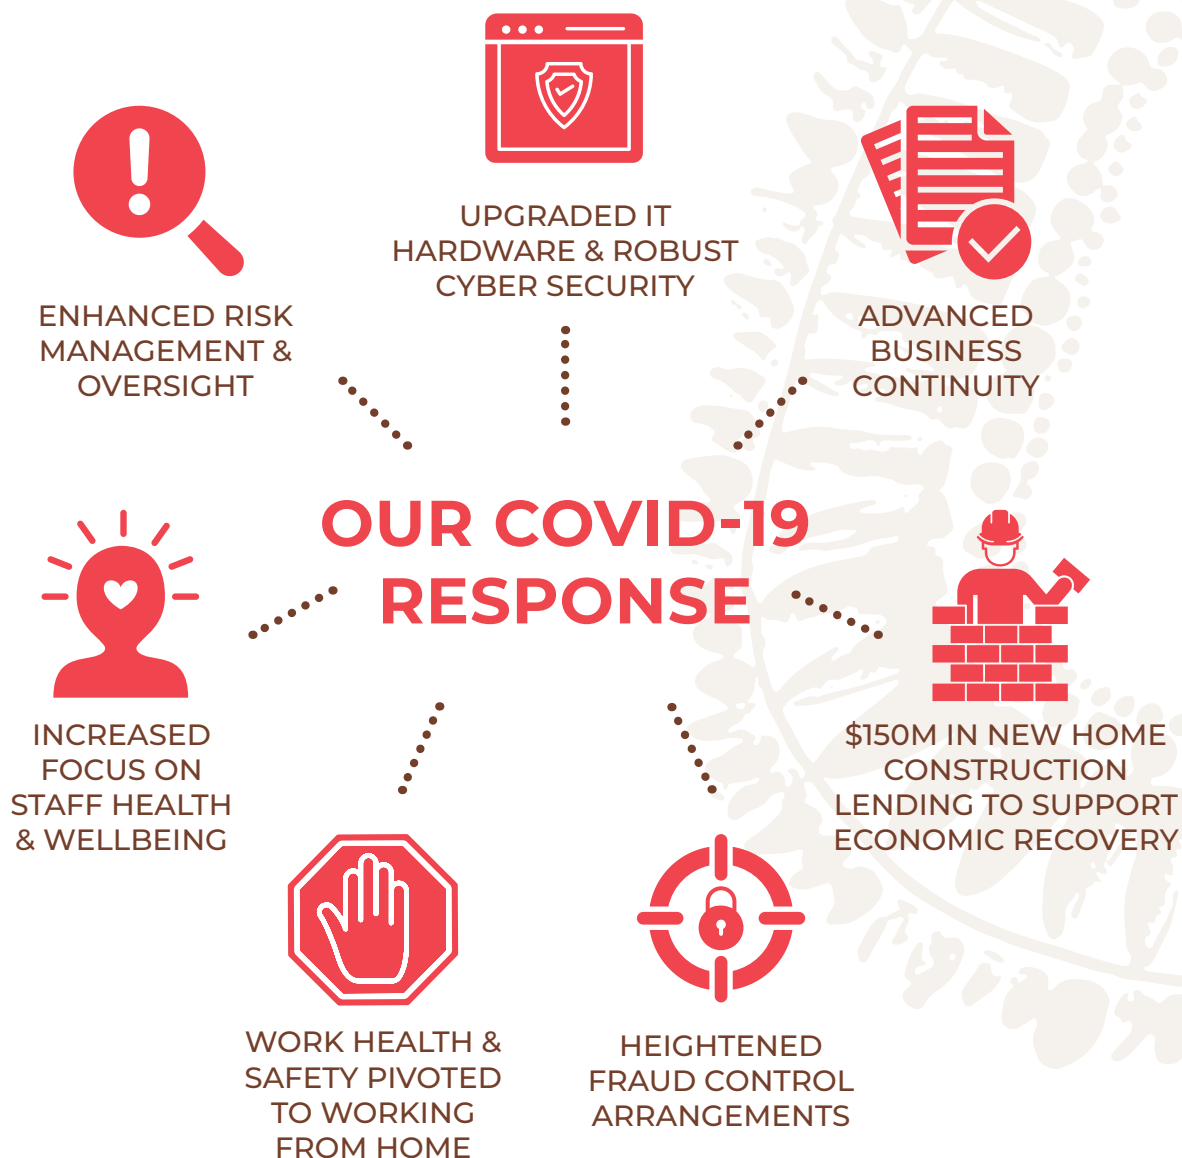 UPGRADED IT
HARDWARE & ROBUST
CYBER SECURITY
ENHANCED RISK
MANAGEMENT &
OVERSIGHT
ADVANCED
BUSINESS
CONTINUITY
OUR COVID-19
RESPONSE
INCREASED
FOCUS ON
STAFF HEALTH
& WELLBEING
$150M IN NEW HOME
CONSTRUCTION
LENDING TO SUPPORT
ECONOMIC RECOVERY
WORK HEALTH &
SAFETY PIVOTED
TO WORKING
FROM HOME
HEIGHTENED
FRAUD CONTROL
ARRANGEMENTS